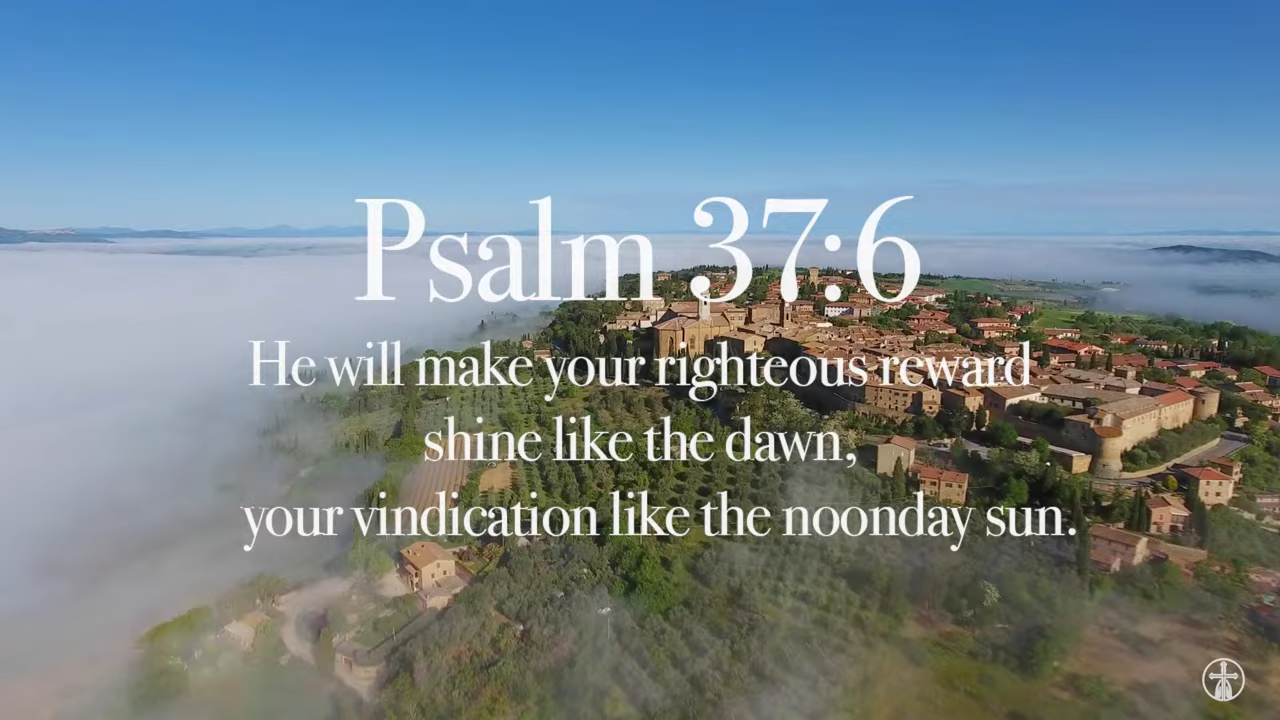 Psalm 37:6
He will make your righteous reward
shine like the dawn,
your vindication like the noonday sun.